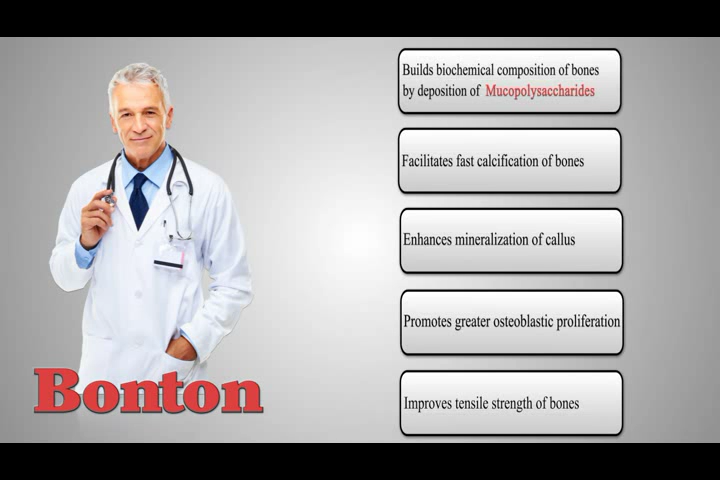 Builds biochemical composition of bones
by deposition of Mucopolysaccharides
Facilitates fast calcification of bones
Enhances mineralization of callus
Promotes greater osteoblastic proliferation
Improves tensile strength of bones
Bonton